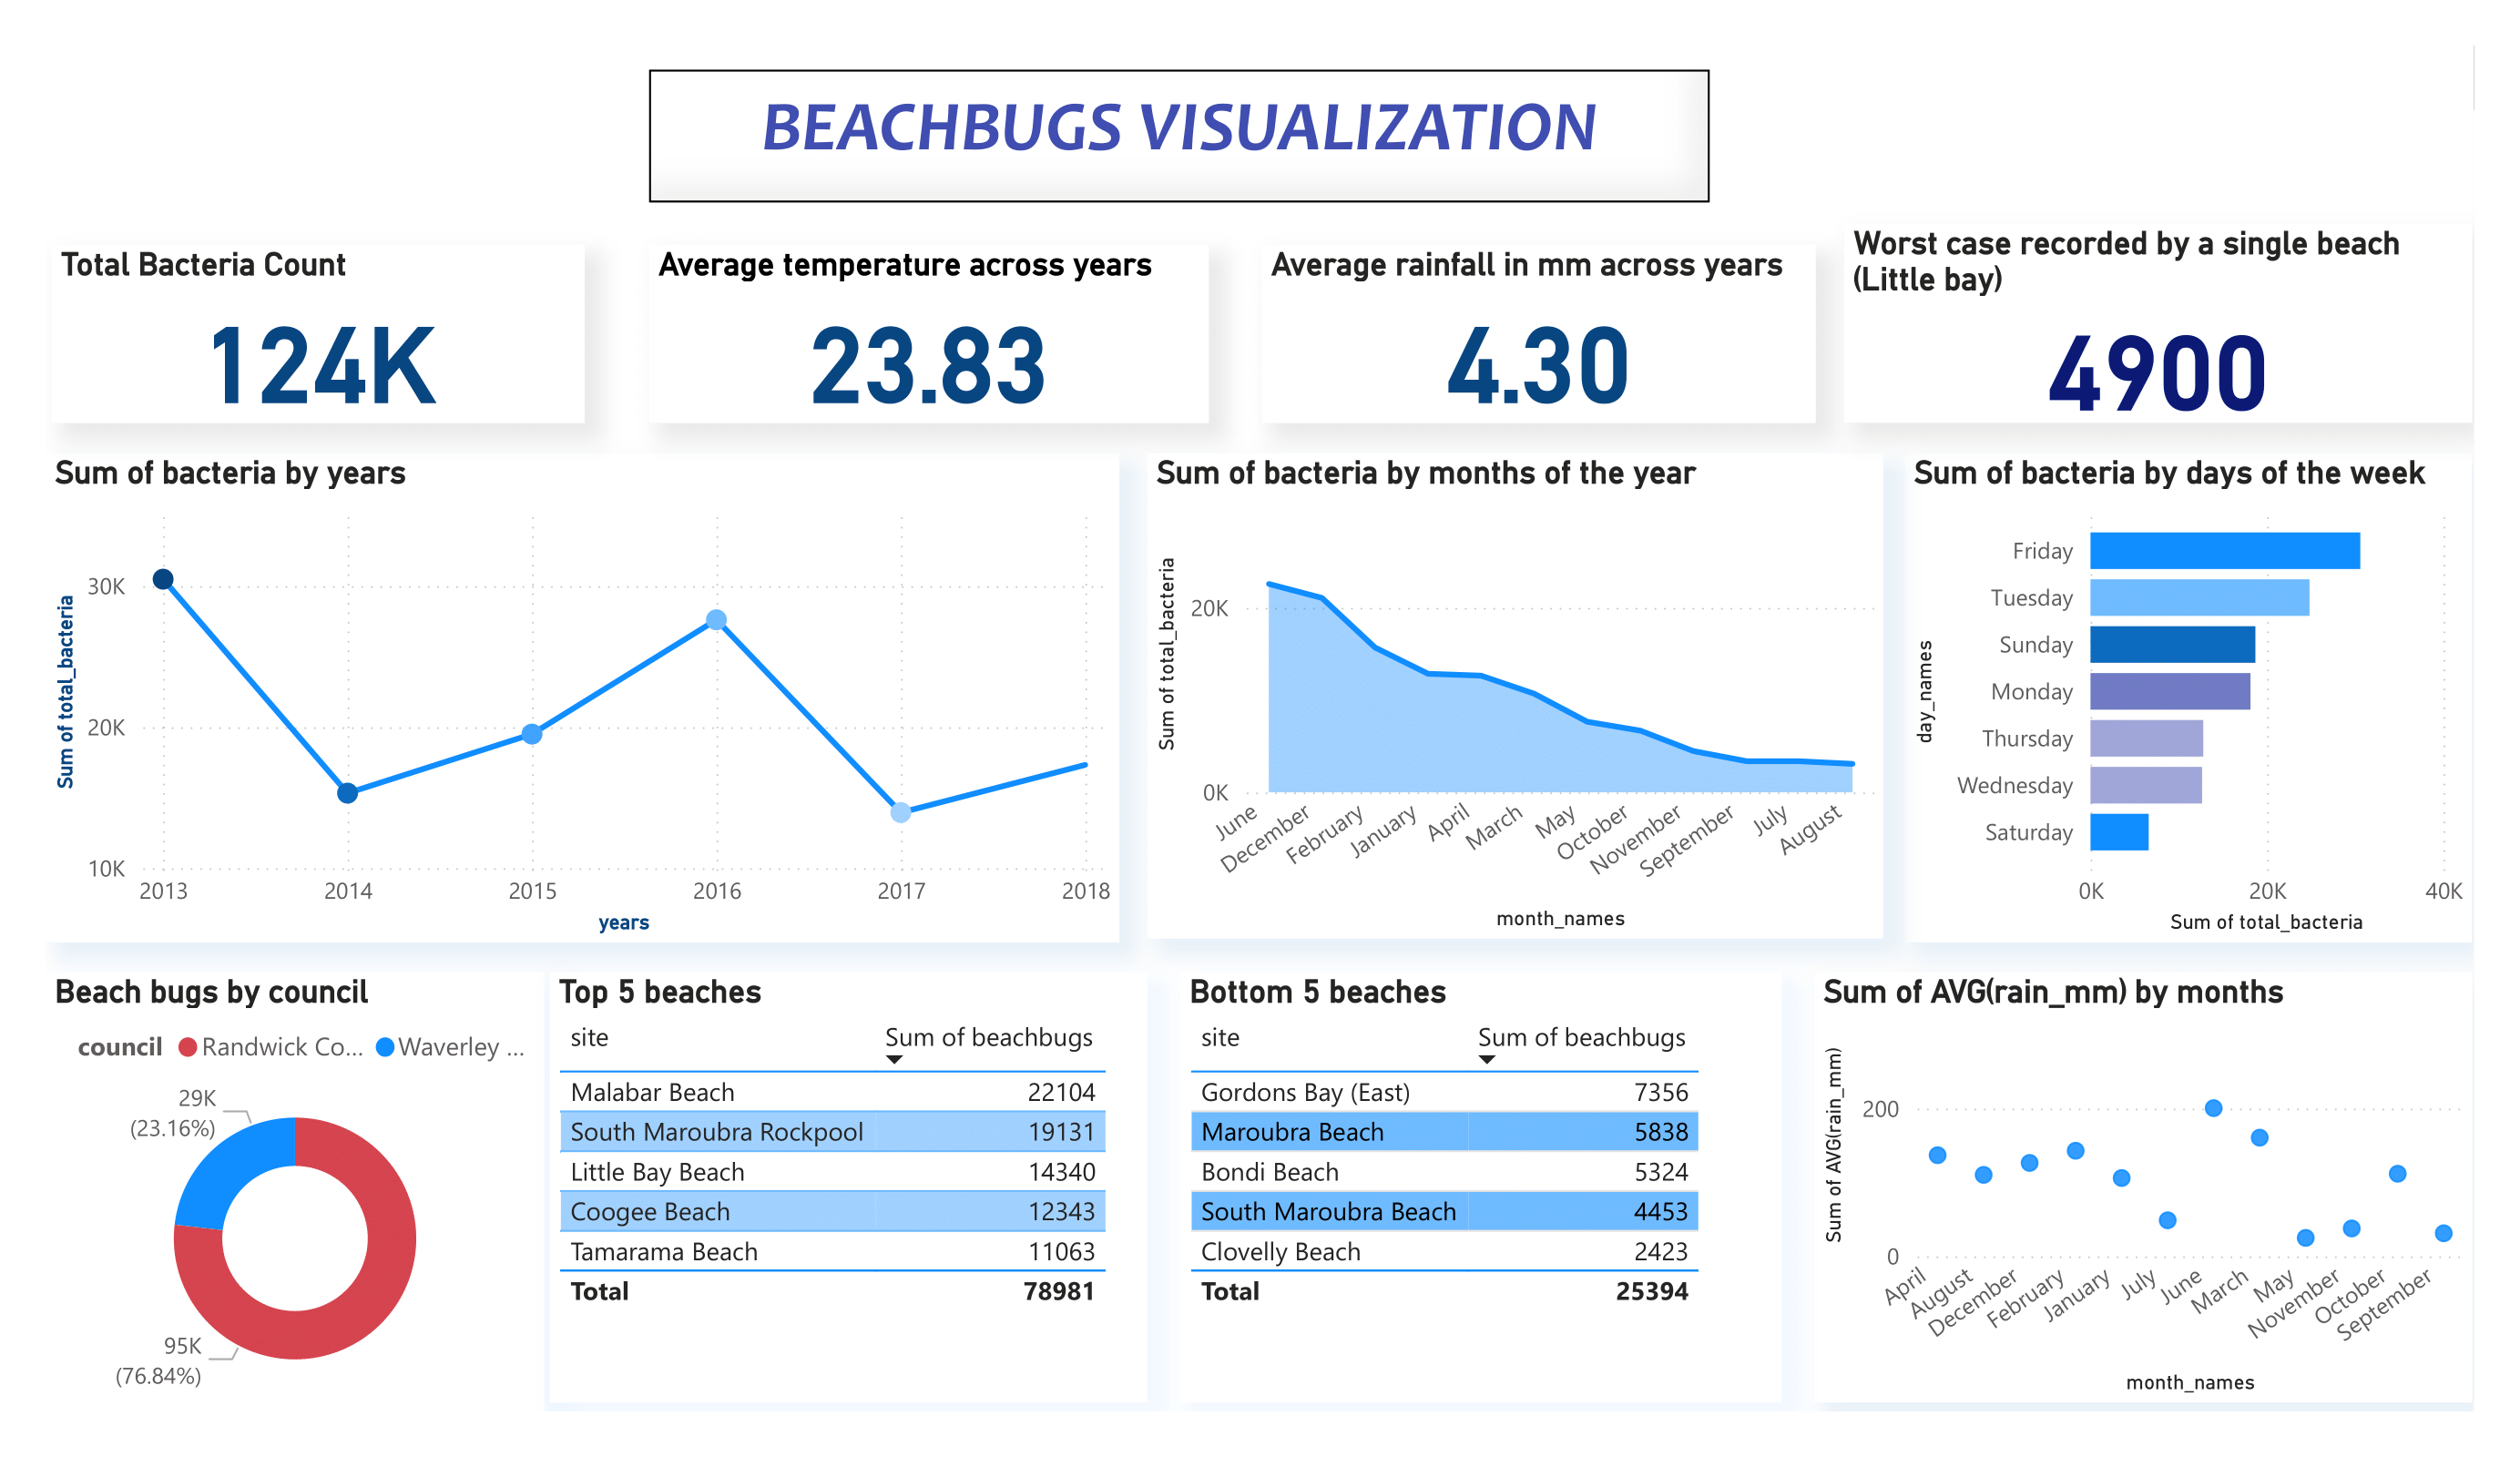 BEACHBUGS VISUALIZATION
Total Bacteria Count
124K
Average temperature across years
23.83
Average rainfall in mm across years
4.30
Worst case recorded by a single beach
(Little bay)
4900
Sum of bacteria by years
Sum of total_bacteria
30K
20K
10K
2013 2014 2015 2016 2017 2018
years
Sum of bacteria by months of the year
Sum of total_bacteria
20K
0K
June December February January April March May October November September July August
month_names
Sum of bacteria by days of the week
day_names
Friday
Tuesday
Sunday
Monday
Thursday
Wednesday
Saturday
0K 20K 40K
Sum of total_bacteria
Beach bugs by council
council Randwick Co... Waverley ...
29K
(23.16%)
95K
(76.84%)
Top 5 beaches
site Sum of beachbugs
Malabar Beach 22104
South Maroubra Rockpool 19131
Little Bay Beach 14340
Coogee Beach 12343
Tamarama Beach 11063
Total 78981
Bottom 5 beaches
site Sum of beachbugs
Gordons Bay (East) 7356
Maroubra Beach 5838
Bondi Beach 5324
South Maroubra Beach 4453
Clovelly Beach 2423
Total 25394
Sum of AVG(rain_mm) by months
Sum of AVG(rain_mm)
200
0
April August December February January July June March May November October September
month_names